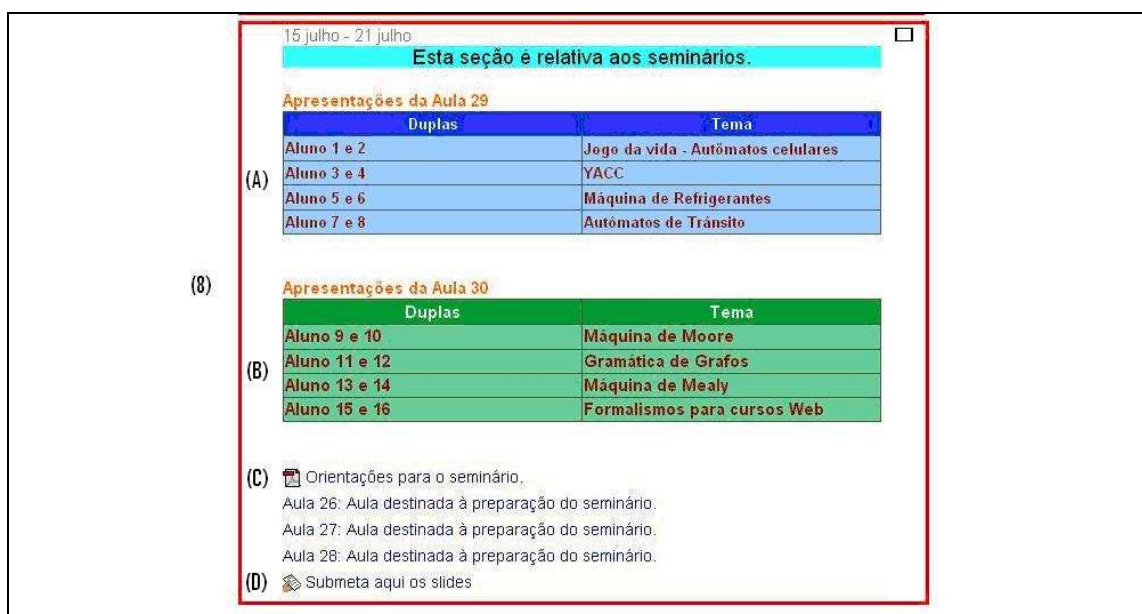 15 julho - 21 julho
Esta seção é relativa aos seminários.
Apresentações da Aula 29
Duplas Tema
Aluno 1 e 2 Jogo da vida - Autômatos celulares
(A)
Aluno 3 e 4 YACC
Aluno 5 e 6 Máquina de Refrigerantes
Aluno 7 e 8 Autômatos de Tránsito
(8)
Apresentações da Aula 30
Duplas Tema
Aluno 9 e 10 Máquina de Moore
Aluno 11 e 12 Gramática de Grafos
(B)
Aluno 13 e 14 Máquina de Mealy
Aluno 15 e 16 Formalismos para cursos Web
(C) Orientações para o seminário.
Aula 26: Aula destinada à preparação do seminário.
Aula 27: Aula destinada à preparação do seminário.
Aula 28: Aula destinada à preparação do seminário.
(D) Submeta aqui os slides